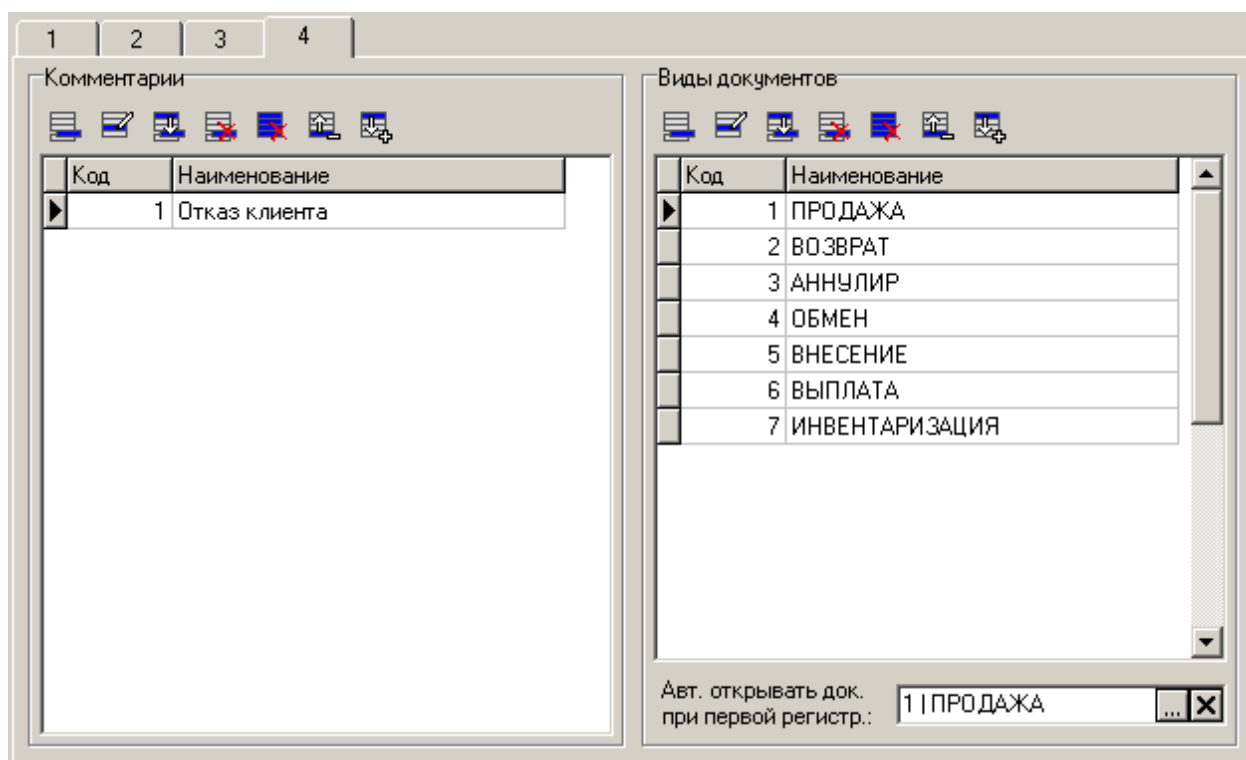 1 2 3 4
Комментарии
Код Наименование
1 Отказ клиента
Виды документов
Код Наименование
1 ПРОДАЖА
2 ВОЗВРАТ
3 АННУЛИР
4 ОБМЕН
5 ВНЕСЕНИЕ
6 ВЫПЛАТА
7 ИНВЕНТАРИЗАЦИЯ
Авт. открывать док.
при первой регистр.: 1 | ПРОДАЖА ...